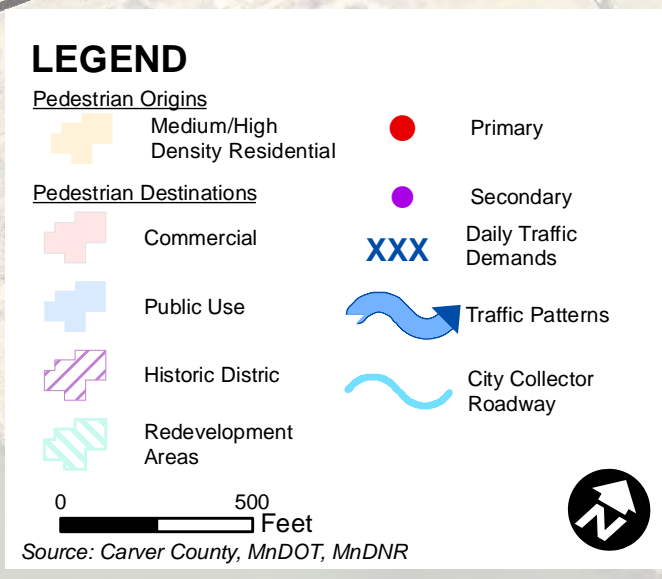 LEGEND
Pedestrian Origins
Medium/High
Density Residential
Pedestrian Destinations
Commercial
Public Use
Historic Distric
Redevelopment
Areas
Primary
Secondary
XXX
Daily Traffic
Demands
Traffic Patterns
City Collector
Roadway
0 500
Feet
N
Source: Carver County, MnDOT, MnDNR